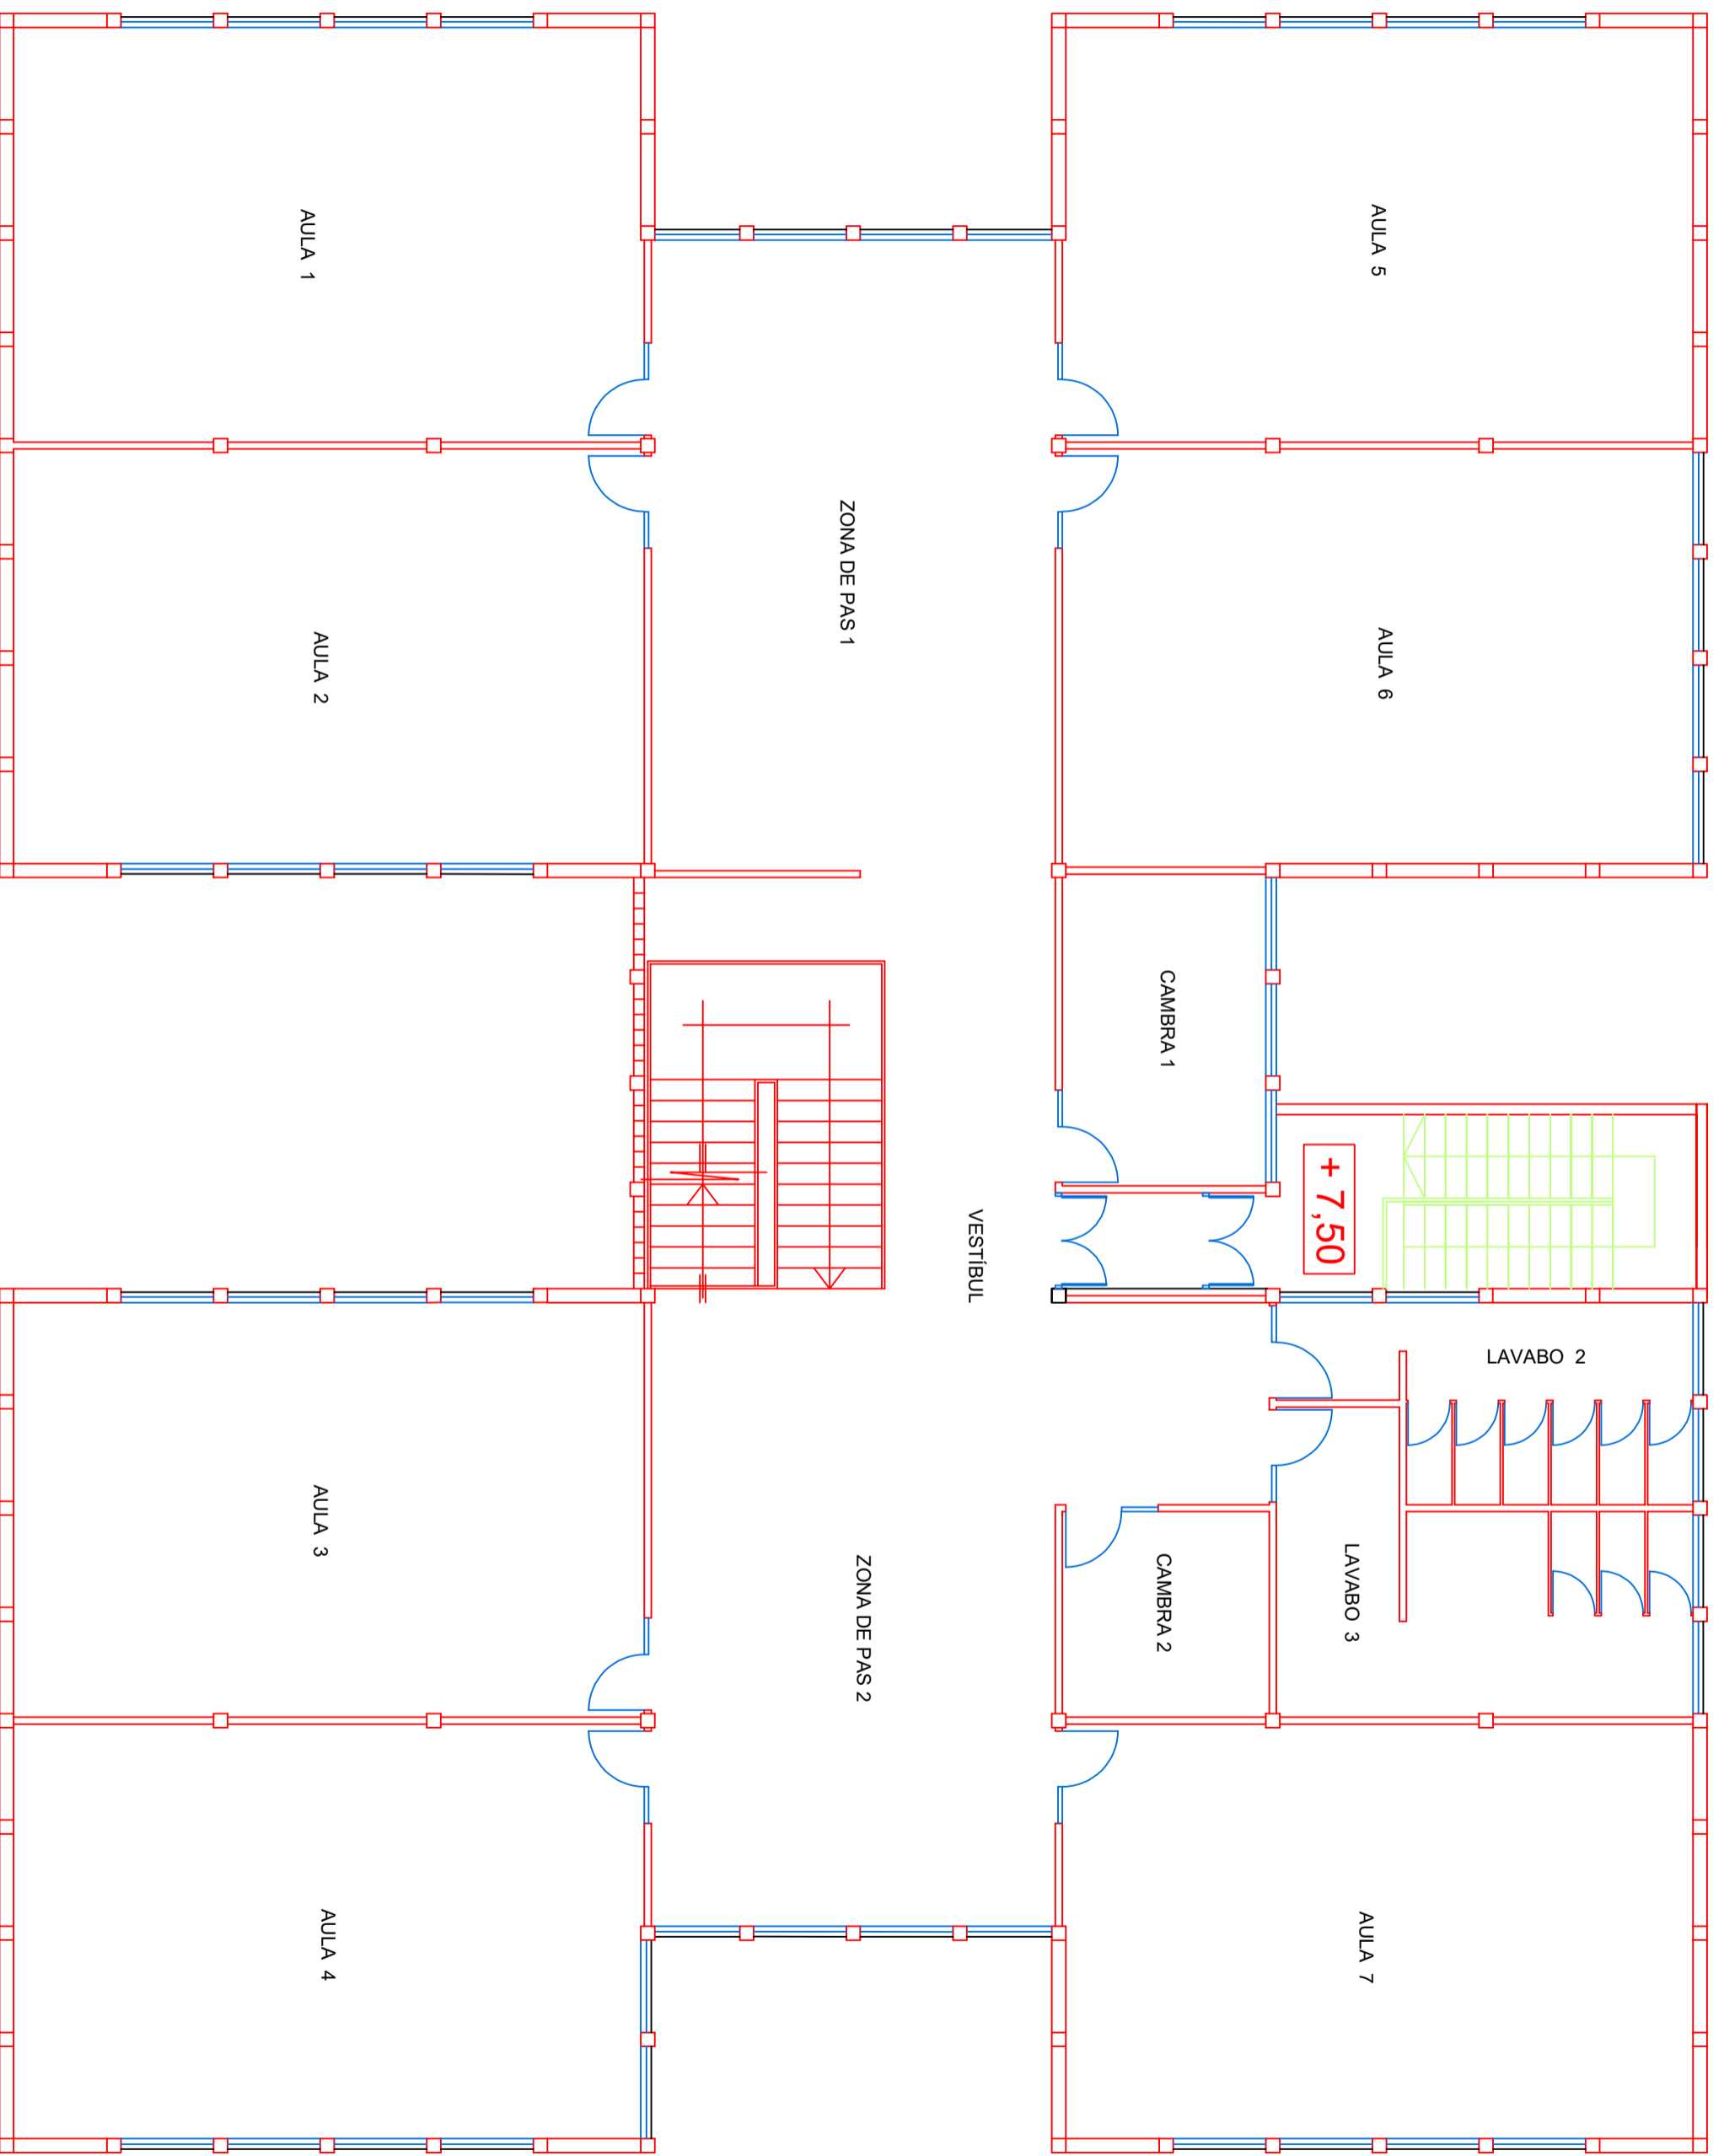 AULA 1
AULA 5
ZONA DE PAS 1
AULA 2
AULA 6
CAMBRA 1
+ 7,50
VESTÍBUL
LAVABO 2
AULA 3
ZONA DE PAS 2
CAMBRA 2
LAVABO 3
AULA 4
AULA 7